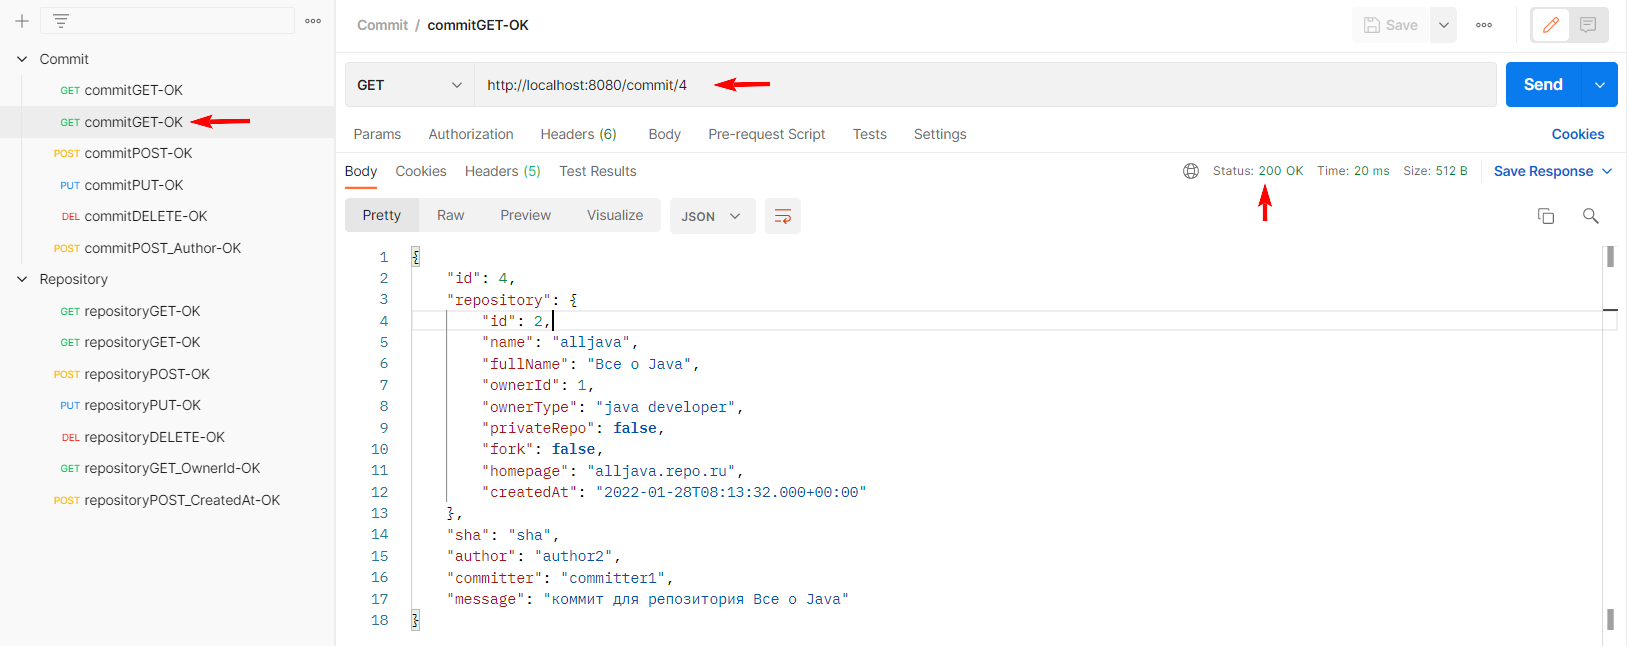 Commit
GET commitGET-OK
GET commitGET-OK
POST commitPOST-OK
PUT commitPUT-OK
DEL commitDELETE-OK
POST commitPOST_Author-OK
Repository
GET repositoryGET-OK
GET repositoryGET-OK
POST repositoryPOST-OK
PUT repositoryPUT-OK
DEL repositoryDELETE-OK
GET repositoryGET_OwnerId-OK
POST repositoryPOST_CreatedAt-OK
Commit / commitGET-OK
Save
GET http://localhost:8080/commit/4 Send
Params Authorization Headers (6) Body Pre-request Script Tests Settings Cookies
Body Cookies Headers (5) Test Results Status: 200 OK Time: 20 ms Size: 512 B Save Response
Pretty Raw Preview Visualize JSON
1 {
2 "id": 4,
3 "repository": {
4 "id": 2,
5 "name": "alljava",
6 "fullName": "Все о Java",
7 "ownerId": 1,
8 "ownerType": "java developer",
9 "privateRepo": false,
10 "fork": false,
11 "homepage": "alljava.repo.ru",
12 "createdAt": "2022-01-28T08:13:32.000+00:00"
13 },
14 "sha": "sha",
15 "author": "author2",
16 "committer": "committer1",
17 "message": "коммит для репозитория Все о Java"
18 }